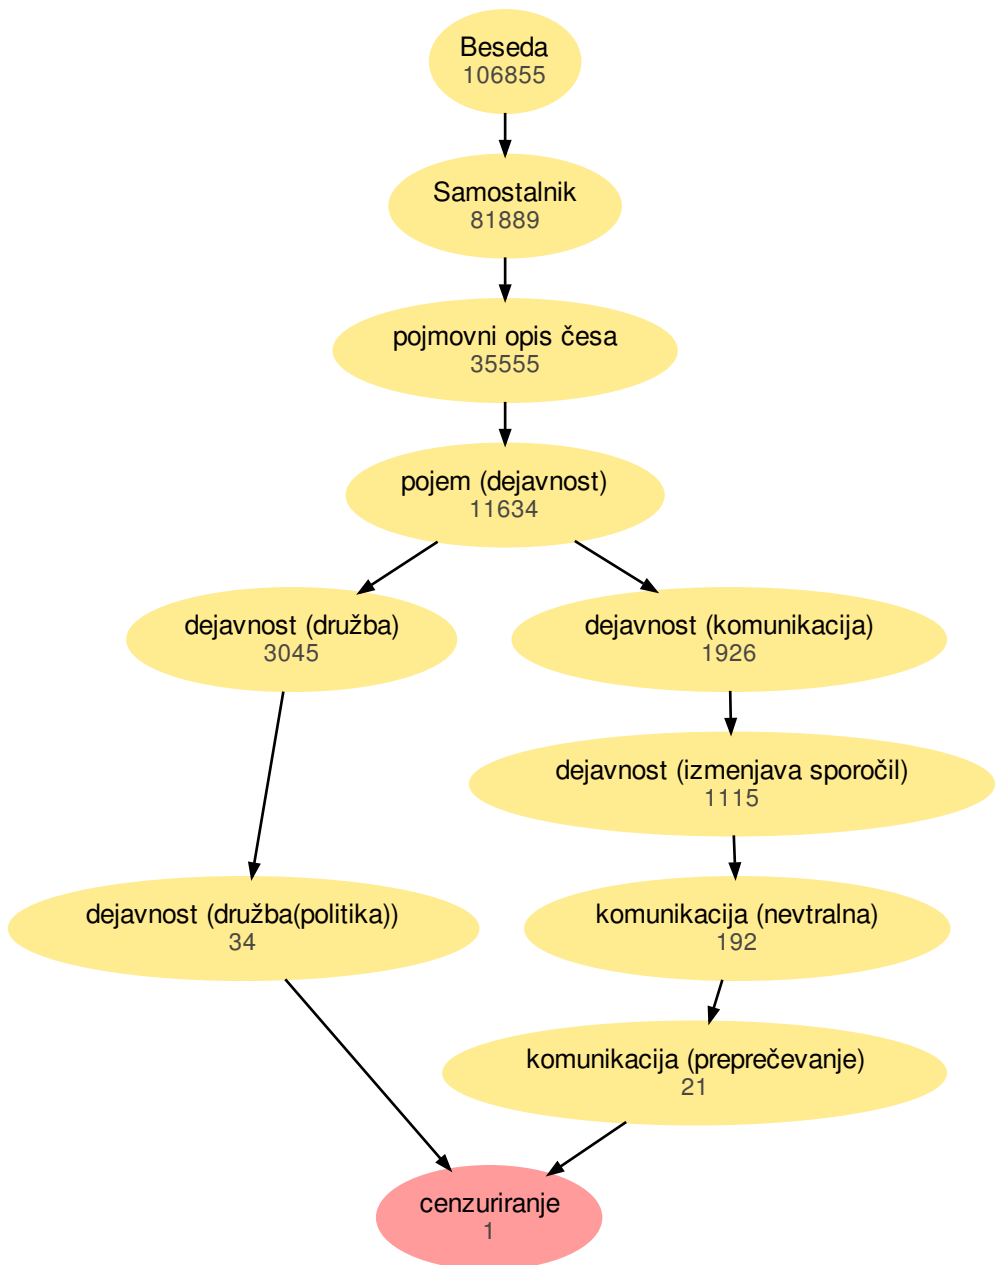 Beseda
106855
Samostalnik
81889
pojmovni opis česa
35555
pojem (dejavnost)
11634
dejavnost (družba)
3045
dejavnost (komunikacija)
1926
dejavnost (izmenjava sporočil)
1115
dejavnost (družba(politika))
34
komunikacija (nevtralna)
192
komunikacija (preprečevanje)
21
cenzuriranje
1